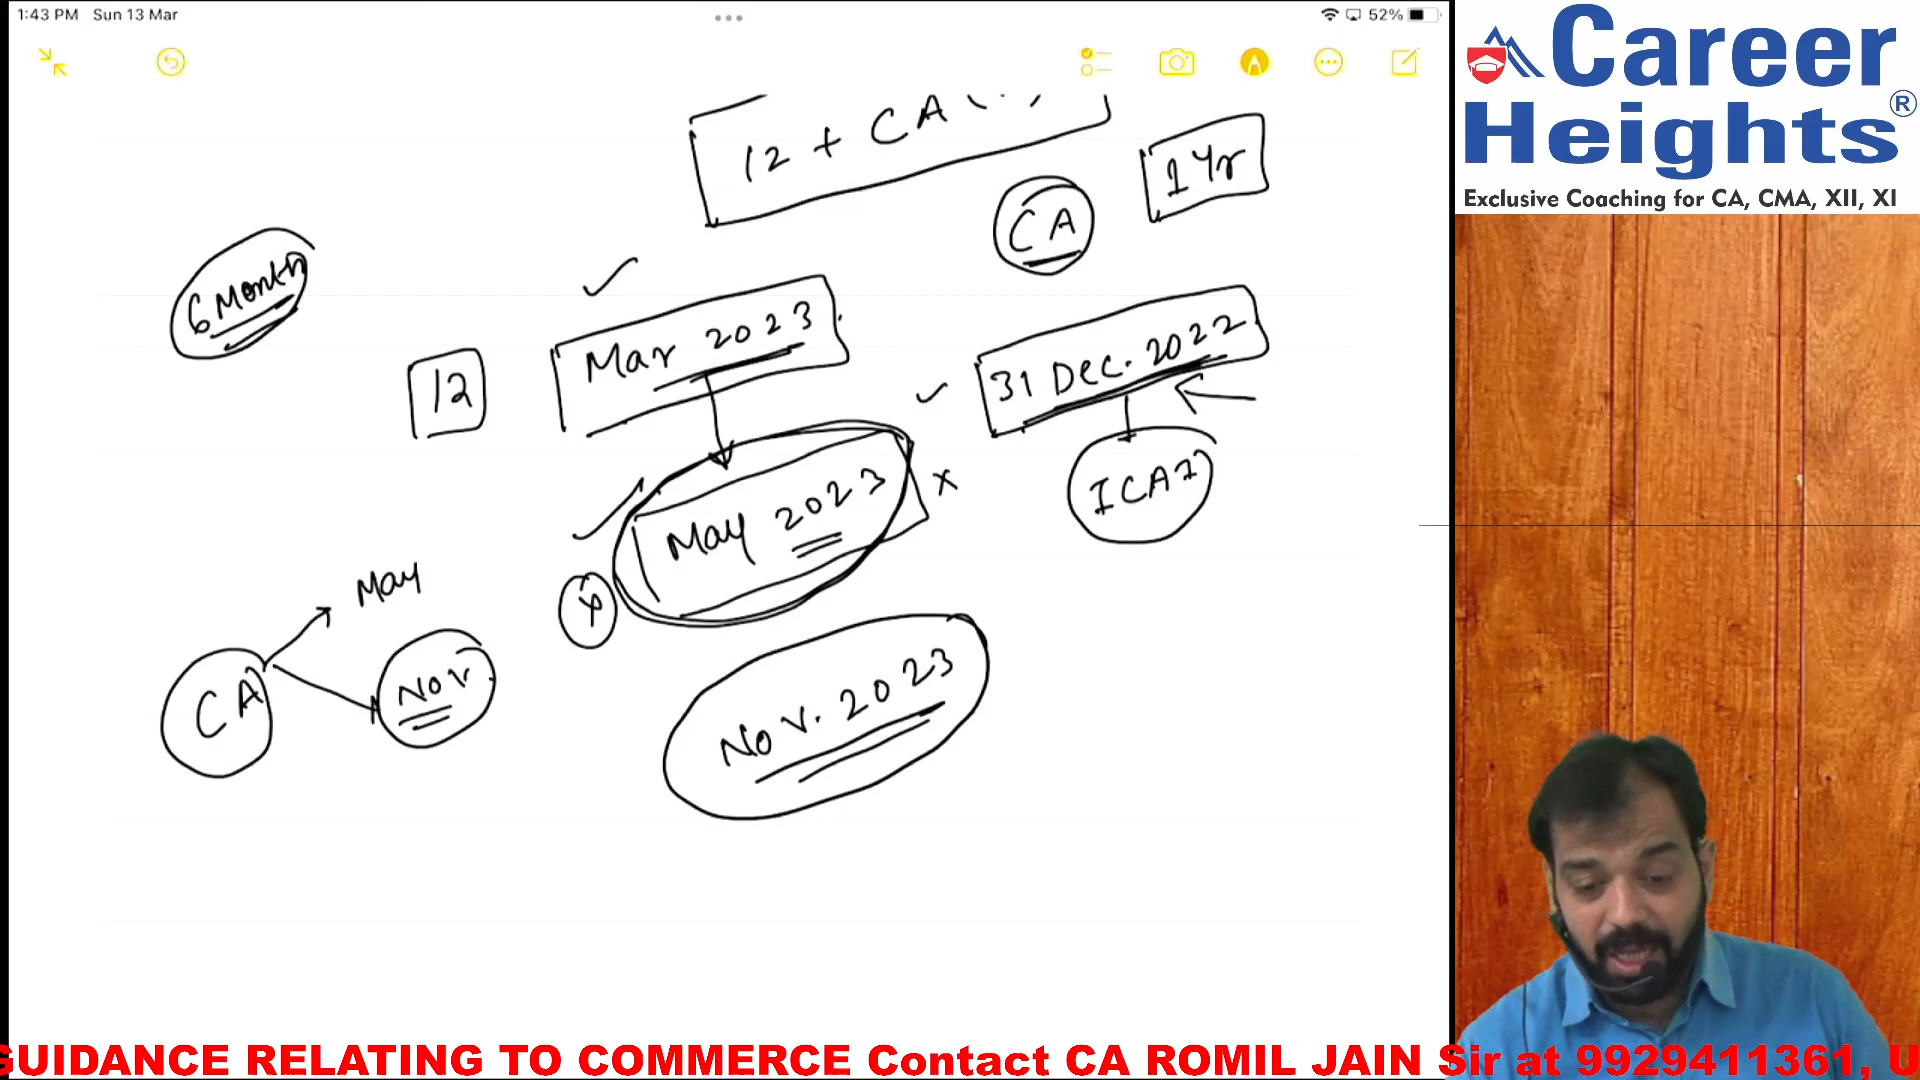 1:43 PM Sun 13 Mar
52%
Career
Heights®
Exclusive Coaching for CA, CMA, XII, XI
12 + CA
1 Yr
CA
6 Month
Mar 2023
12
31 Dec. 2022
x
May 2023
ICAI
May
CA
Nov.
Nov. 2023
GUIDANCE RELATING TO COMMERCE Contact CA ROMIL JAIN Sir at 9929411361, U